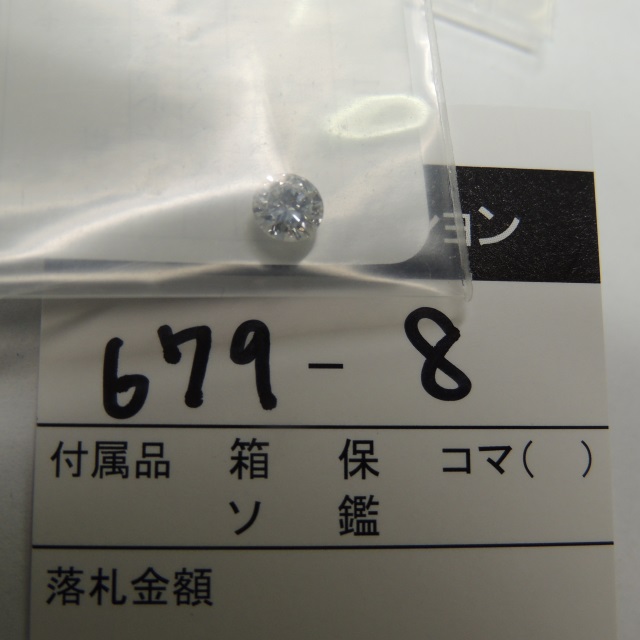 ョン
679-8
付属品 箱 保 コマ( )
ソ 鑑
落札金額